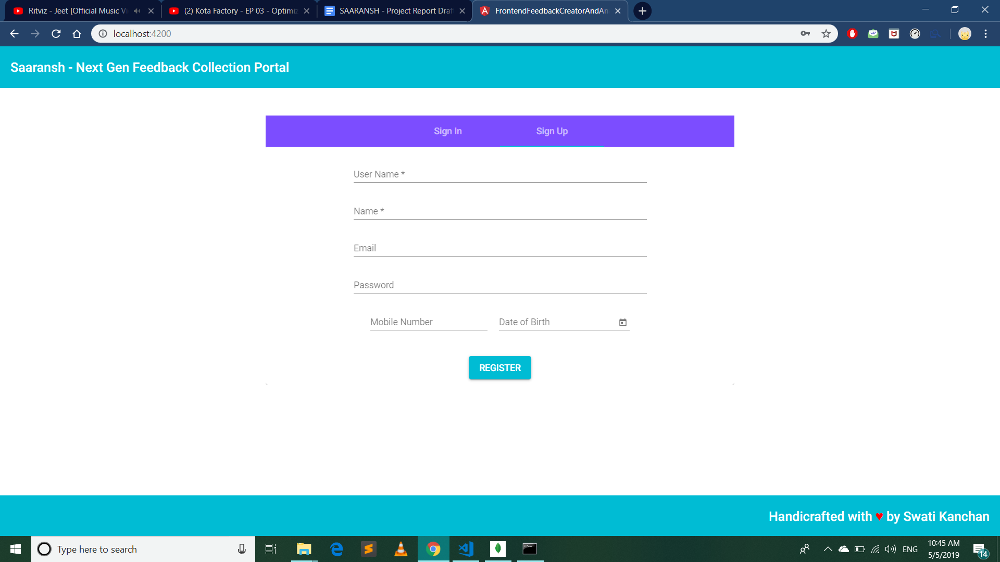 Ritviz - Jeet [Official Music Vi
(2) Kota Factory - EP 03 - Optimiz
SAARANSH - Project Report Draf
FrontendFeedbackCreatorAndAn
localhost:4200
Saaransh - Next Gen Feedback Collection Portal
Sign In
Sign Up
User Name *
Name *
Email
Password
Mobile Number
Date of Birth
REGISTER
Handicrafted with ♥ by Swati Kanchan
Type here to search
ENG
10:45 AM
5/5/2019
14